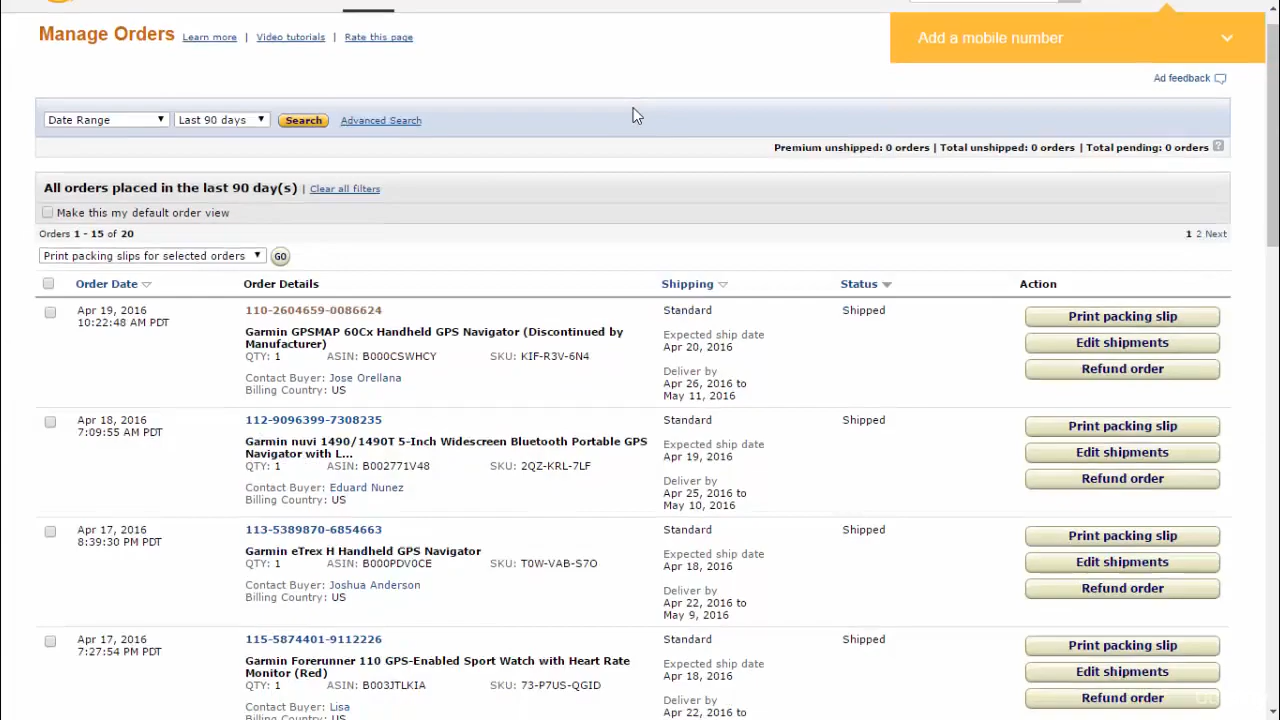 Manage Orders Learn more | Video tutorials | Rate this page
Add a mobile number
Ad feedback
Date Range Last 90 days Search Advanced Search
Premium unshipped: 0 orders | Total unshipped: 0 orders | Total pending: 0 orders ?
All orders placed in the last 90 day(s) | Clear all filters
Make this my default order view
Orders 1 - 15 of 20 1 2 Next
Print packing slips for selected orders GO
Order Date Order Details Shipping Status Action
Apr 19, 2016
10:22:48 AM PDT
110-2604659-0086624
Garmin GPSMAP 60Cx Handheld GPS Navigator (Discontinued by
Manufacturer)
QTY: 1 ASIN: B000CSWHCY SKU: KIF-R3V-6N4
Contact Buyer: Jose Orellana
Billing Country: US
Standard
Expected ship date
Apr 20, 2016
Deliver by
Apr 26, 2016 to
May 11, 2016
Shipped
Print packing slip
Edit shipments
Refund order
Apr 18, 2016
7:09:55 AM PDT
112-9096399-7308235
Garmin nuvi 1490/1490T 5-Inch Widescreen Bluetooth Portable GPS
Navigator with L...
QTY: 1 ASIN: B002771V48 SKU: 2QZ-KRL-7LF
Contact Buyer: Eduard Nunez
Billing Country: US
Standard
Expected ship date
Apr 19, 2016
Deliver by
Apr 25, 2016 to
May 10, 2016
Shipped
Print packing slip
Edit shipments
Refund order
Apr 17, 2016
8:39:30 PM PDT
113-5389870-6854663
Garmin eTrex H Handheld GPS Navigator
QTY: 1 ASIN: B000PDV0CE SKU: T0W-VAB-S7O
Contact Buyer: Joshua Anderson
Billing Country: US
Standard
Expected ship date
Apr 18, 2016
Deliver by
Apr 22, 2016 to
May 9, 2016
Shipped
Print packing slip
Edit shipments
Refund order
Apr 17, 2016
7:27:54 PM PDT
115-5874401-9112226
Garmin Forerunner 110 GPS-Enabled Sport Watch with Heart Rate
Monitor (Red)
QTY: 1 ASIN: B003JTLKIA SKU: 73-P7US-QGID
Contact Buyer: Lisa
Billing Country: US
Standard
Expected ship date
Apr 18, 2016
Deliver by
Apr 22, 2016 to
Shipped
Print packing slip
Edit shipments
Refund order